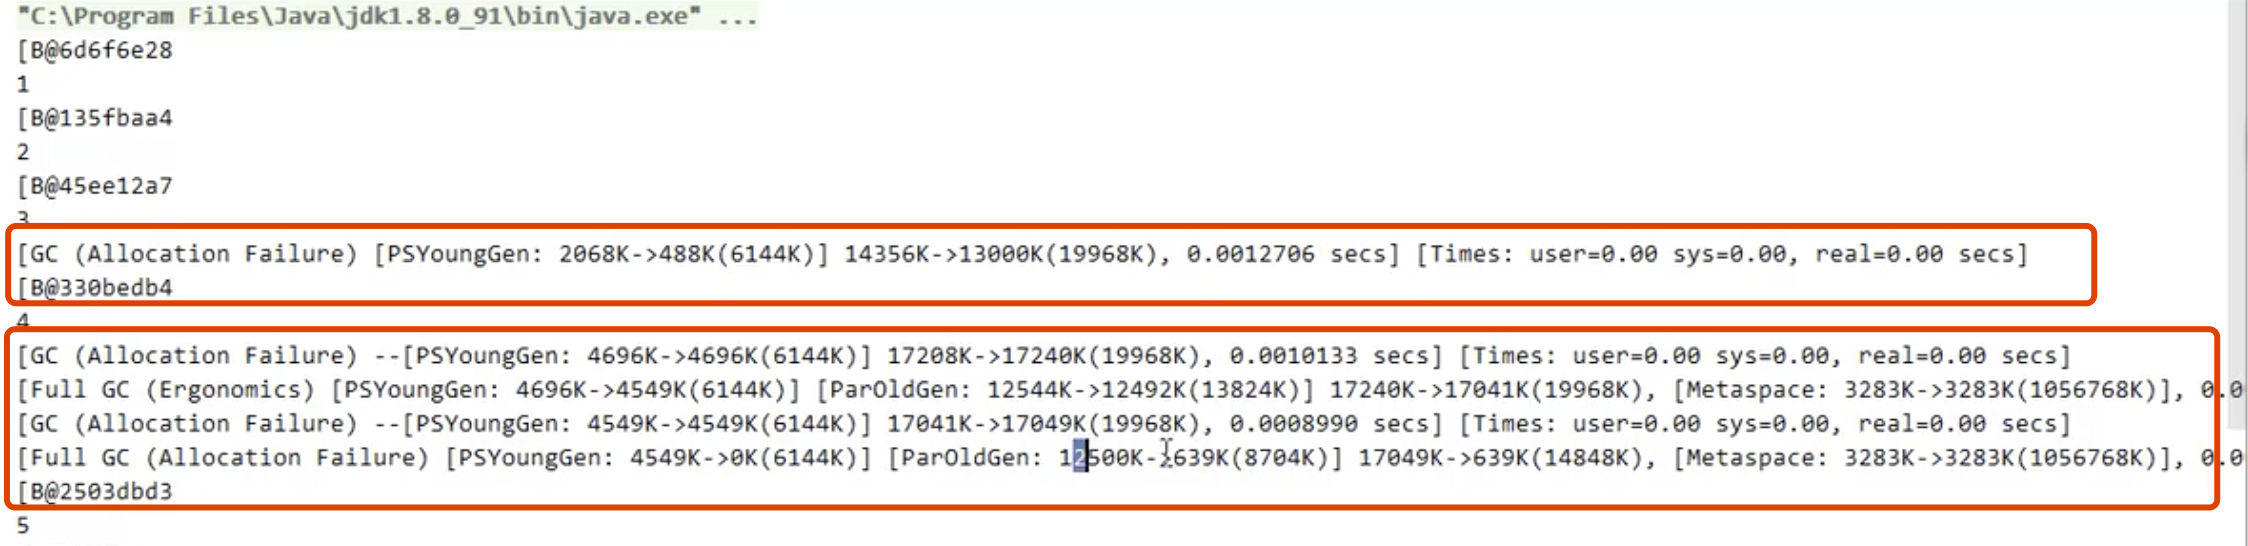 "C:\Program Files\Java\jdk1.8.0_91\bin\java.exe" ...
[B@6d6f6e28
1
[B@135fbaa4
2
[B@45ee12a7
3
[GC (Allocation Failure) [PSYoungGen: 2068K->488K(6144K)] 14356K->13000K(19968K), 0.0012706 secs] [Times: user=0.00 sys=0.00, real=0.00 secs]
[B@330bedb4
4
[GC (Allocation Failure) --[PSYoungGen: 4696K->4696K(6144K)] 17208K->17240K(19968K), 0.0010133 secs] [Times: user=0.00 sys=0.00, real=0.00 secs]
[Full GC (Ergonomics) [PSYoungGen: 4696K->4549K(6144K)] [ParOldGen: 12544K->12492K(13824K)] 17240K->17041K(19968K), [Metaspace: 3283K->3283K(1056768K)], 0.0
[GC (Allocation Failure) --[PSYoungGen: 4549K->4549K(6144K)] 17041K->17049K(19968K), 0.0008990 secs] [Times: user=0.00 sys=0.00, real=0.00 secs]
[Full GC (Allocation Failure) [PSYoungGen: 4549K->0K(6144K)] [ParOldGen: 12500K->639K(8704K)] 17049K->639K(14848K), [Metaspace: 3283K->3283K(1056768K)], 0.0
[B@2503dbd3
5